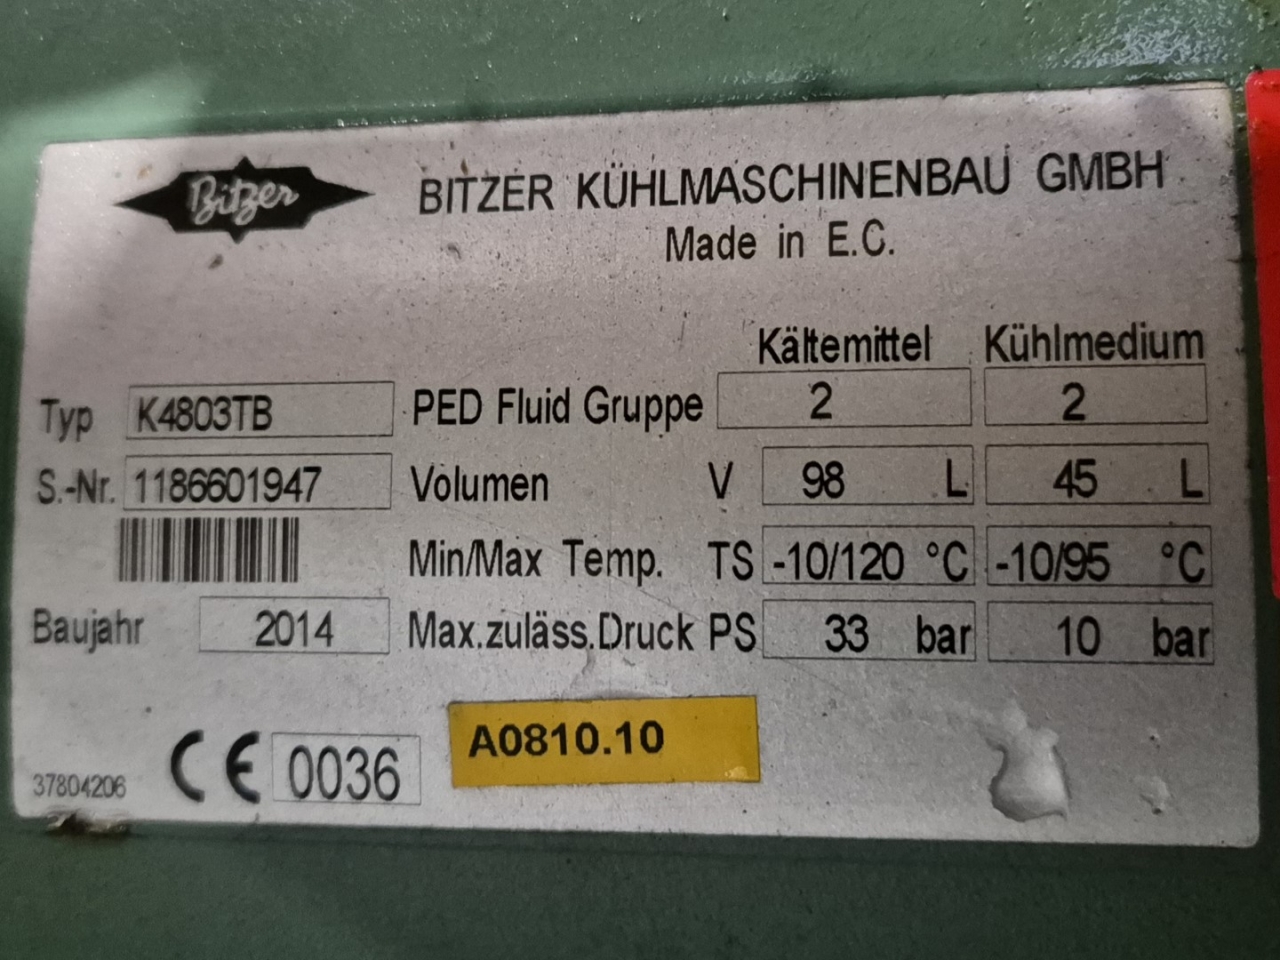 Bitzer
BITZER KÜHLMASCHINENBAU GMBH
Made in E.C.
Kältemittel Kühlmedium
Typ K4803TB PED Fluid Gruppe 2 2
S.-Nr. 1186601947 Volumen V 98 L 45 L
Min/Max Temp. TS -10/120 °C -10/95 °C
Baujahr 2014 Max.zuläss.Druck PS 33 bar 10 bar
A0810.10
37804206 CE 0036